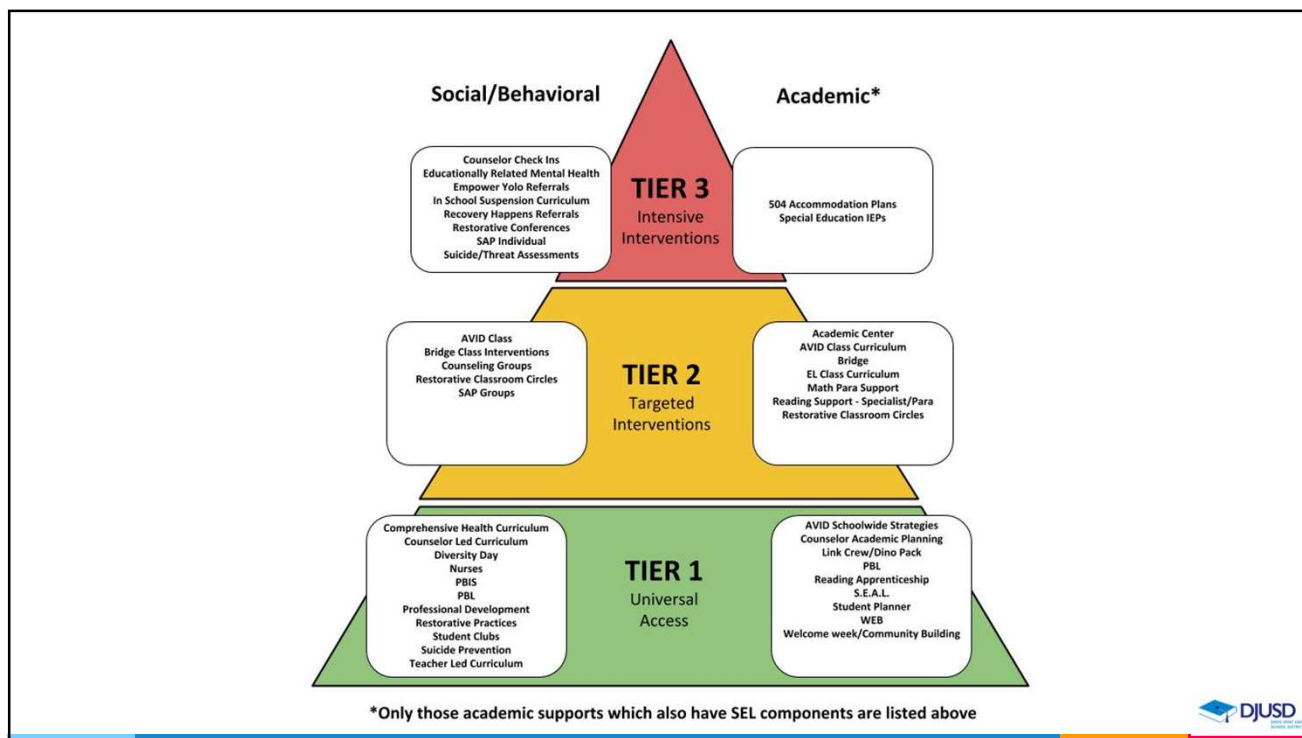 Social/Behavioral
Academic*
Counselor Check Ins
Educationally Related Mental Health
Empower Yolo Referrals
In School Suspension Curriculum
Recovery Happens Referrals
Restorative Conferences
SAP Individual
Suicide/Threat Assessments
TIER 3
Intensive
Interventions
504 Accommodation Plans
Special Education IEPs
AVID Class
Bridge Class Interventions
Counseling Groups
Restorative Classroom Circles
SAP Groups
TIER 2
Targeted
Interventions
Academic Center
AVID Class Curriculum
Bridge
EL Class Curriculum
Math Para Support
Reading Support - Specialist/Para
Restorative Classroom Circles
Comprehensive Health Curriculum
Counselor Led Curriculum
Diversity Day
Nurses
PBIS
PBL
Professional Development
Restorative Practices
Student Clubs
Suicide Prevention
Teacher Led Curriculum
TIER 1
Universal
Access
AVID Schoolwide Strategies
Counselor Academic Planning
Link Crew/Dino Pack
PBL
Reading Apprenticeship
S.E.A.L.
Student Planner
WEB
Welcome week/Community Building
*Only those academic supports which also have SEL components are listed above
DJUSD